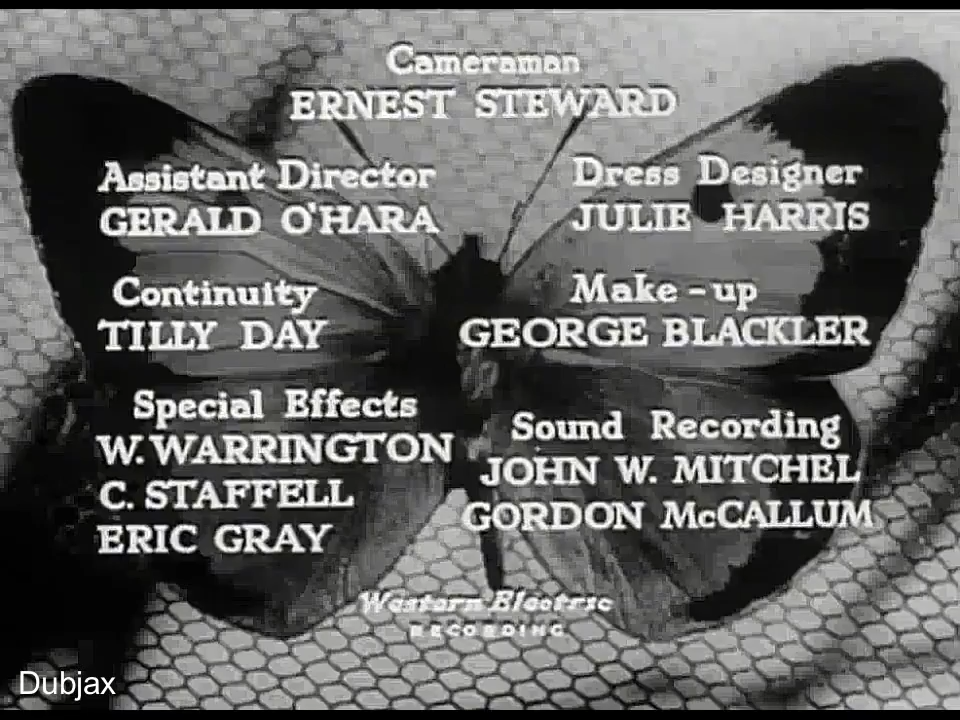 Cameraman
ERNEST STEWARD
Assistant Director
GERALD O'HARA
Dress Designer
JULIE HARRIS
Continuity
TILLY DAY
Make-up
GEORGE BLACKLER
Special Effects
W. WARRINGTON
C. STAFFELL
ERIC GRAY
Sound Recording
JOHN W. MITCHEL
GORDON McCALLUM
Western Electric
RECORDING
Dubjax